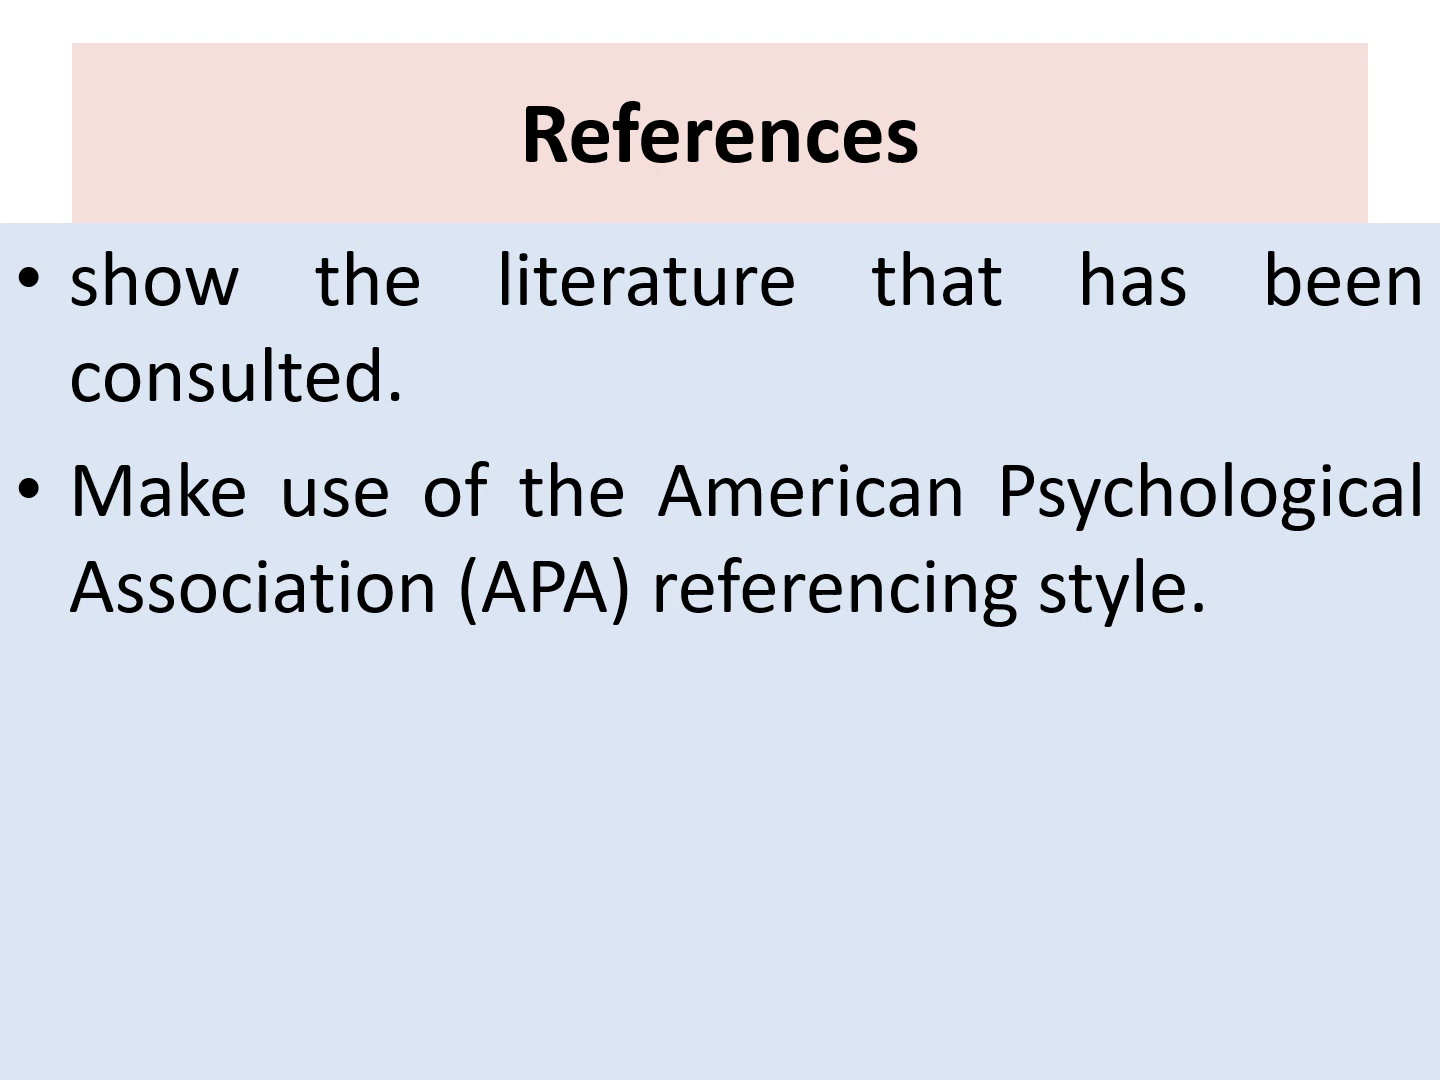 References
• show the literature that has been
consulted.
• Make use of the American Psychological
Association (APA) referencing style.